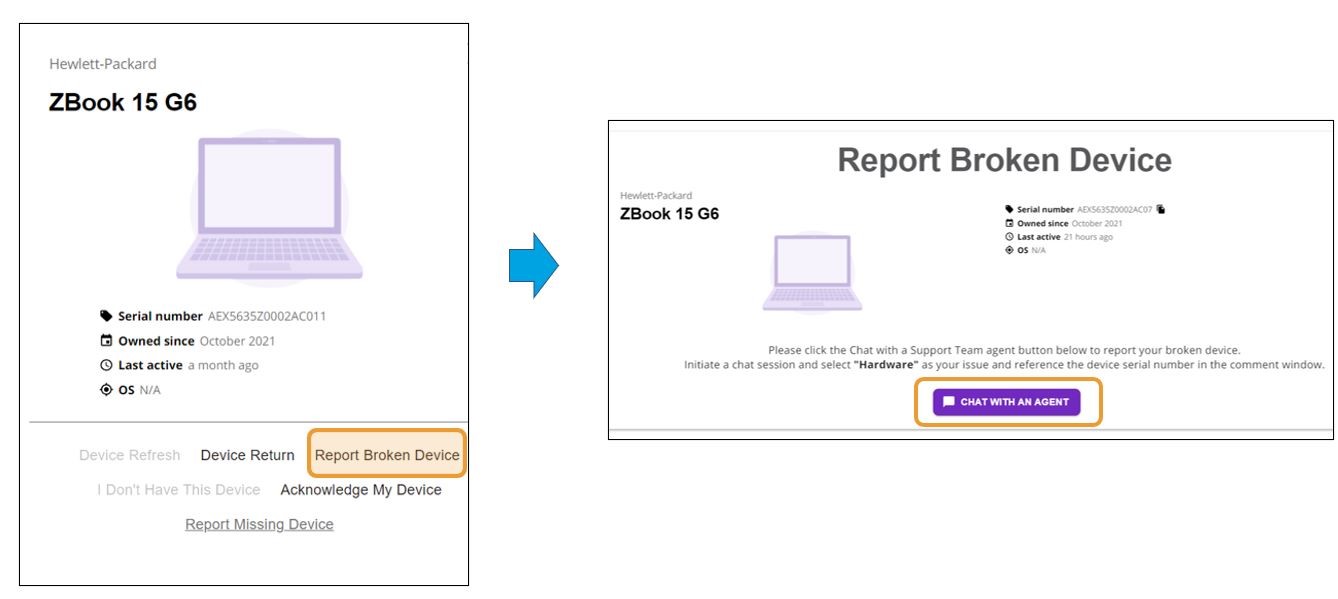 Hewlett-Packard
ZBook 15 G6
Serial number AEX5635Z0002AC011
Owned since October 2021
Last active a month ago
OS N/A
Device Refresh Device Return Report Broken Device
I Don't Have This Device Acknowledge My Device
Report Missing Device
Report Broken Device
Hewlett-Packard
ZBook 15 G6
Serial number AEX5635Z0002AC07
Owned since October 2021
Last active 21 hours ago
OS N/A
Please click the Chat with a Support Team agent button below to report your broken device.
Initiate a chat session and select "Hardware" as your issue and reference the device serial number in the comment window.
CHAT WITH AN AGENT